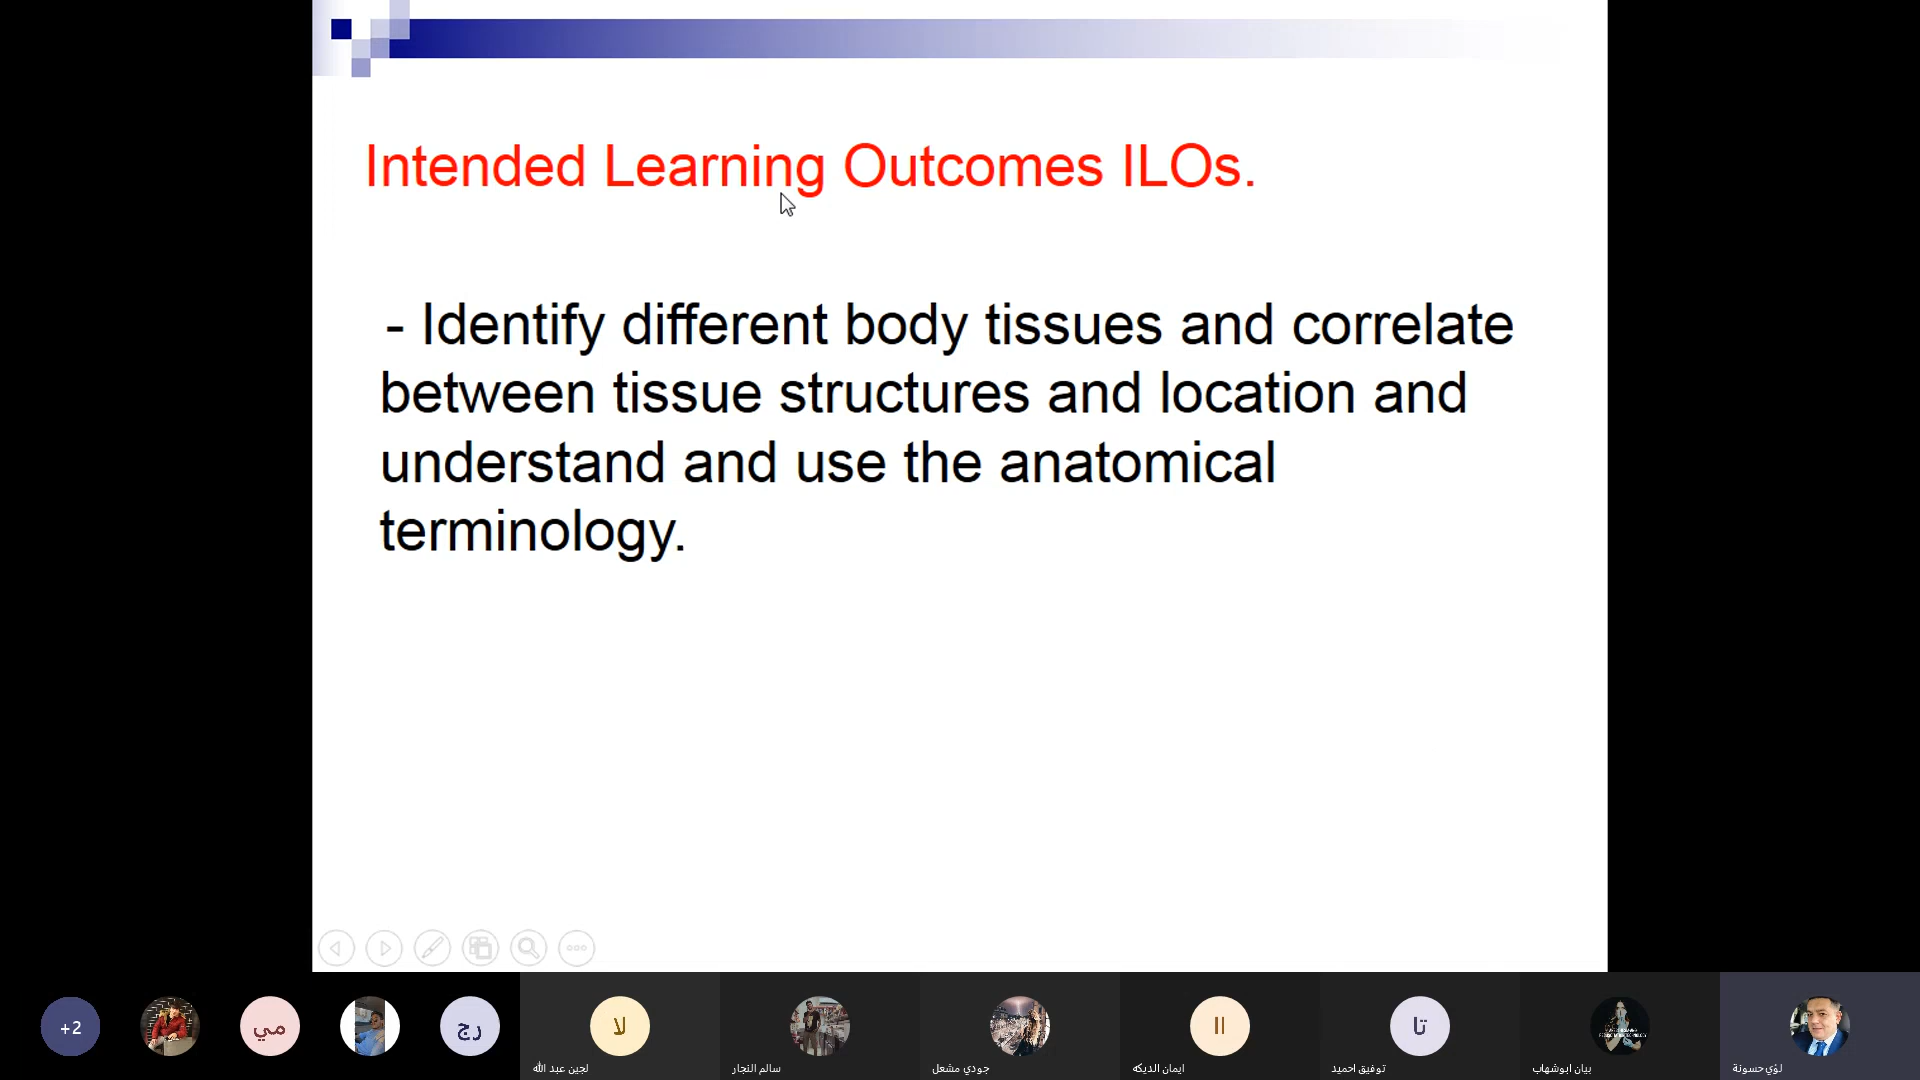 Intended Learning Outcomes ILOs.
- Identify different body tissues and correlate
between tissue structures and location and
understand and use the anatomical
terminology.
+2
مي
رج
لا
لجين عبد الله
سالم النجار
جودي مشعل
اا
ايمان الديكه
تا
توفيق احميد
بيان ابوشهاب
لؤي حسونة